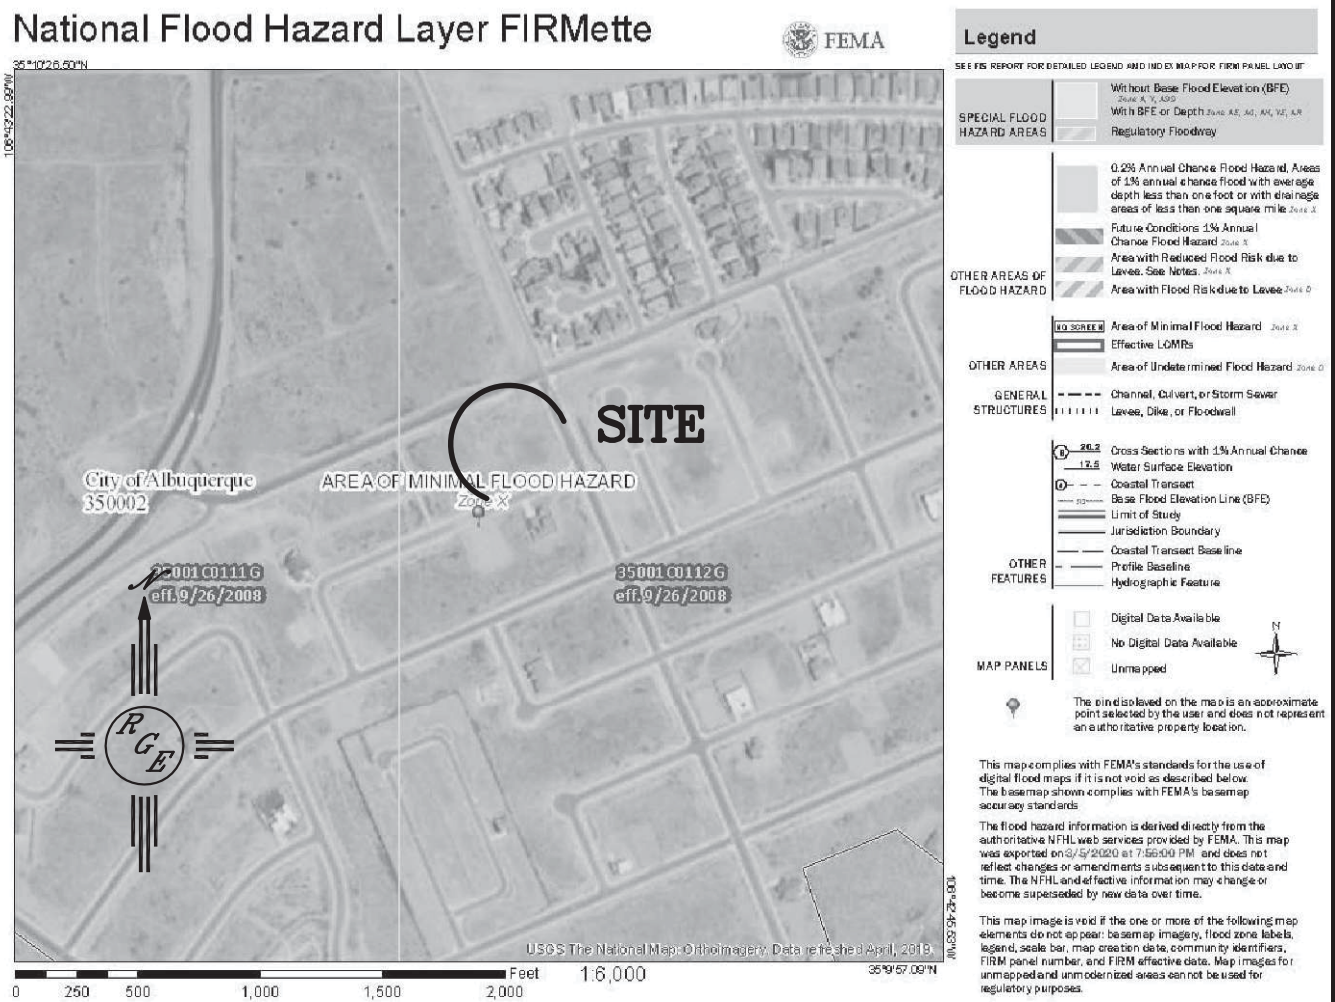 National Flood Hazard Layer FIRMette
FEMA
35°10'26.50"N
106°43'22.99"W
City of Albuquerque
350002
AREA OF MINIMAL FLOOD HAZARD
Zone X
SITE
35001C0111G
eff. 9/26/2008
35001C0112G
eff. 9/26/2008
N
R
G
E
USGS The National Map: Orthoimagery. Data refreshed April, 2019.
106°42'45.53"W
35°9'57.09"N
Feet
1:6,000
0 250 500 1,000 1,500 2,000
Legend
SEE FIS REPORT FOR DETAILED LEGEND AND INDEX MAP FOR FIRM PANEL LAYOUT
SPECIAL FLOOD
HAZARD AREAS
Without Base Flood Elevation (BFE)
Zone A, V, A99
With BFE or Depth Zone AE, AO, AH, VE, AR
Regulatory Floodway
OTHER AREAS OF
FLOOD HAZARD
0.2% Annual Chance Flood Hazard, Areas
of 1% annual chance flood with average
depth less than one foot or with drainage
areas of less than one square mile Zone X
Future Conditions 1% Annual
Chance Flood Hazard Zone X
Area with Reduced Flood Risk due to
Levee. See Notes. Zone X
Area with Flood Risk due to Levee Zone D
OTHER AREAS
NO SCREEN Area of Minimal Flood Hazard Zone X
Effective LOMRs
Area of Undetermined Flood Hazard Zone D
GENERAL
STRUCTURES
Channel, Culvert, or Storm Sewer
Levee, Dike, or Floodwall
OTHER
FEATURES
B 20.2 Cross Sections with 1% Annual Chance
17.5 Water Surface Elevation
Coastal Transect
Base Flood Elevation Line (BFE)
Limit of Study
Jurisdiction Boundary
Coastal Transect Baseline
Profile Baseline
Hydrographic Feature
MAP PANELS
Digital Data Available
No Digital Data Available
Unmapped
N
The pin displayed on the map is an approximate
point selected by the user and does not represent
an authoritative property location.
This map complies with FEMA's standards for the use of
digital flood maps if it is not void as described below.
The basemap shown complies with FEMA's basemap
accuracy standards
The flood hazard information is derived directly from the
authoritative NFHL web services provided by FEMA. This map
was exported on 3/5/2020 at 7:56:00 PM and does not
reflect changes or amendments subsequent to this date and
time. The NFHL and effective information may change or
become superseded by new data over time.
This map image is void if the one or more of the following map
elements do not appear: basemap imagery, flood zone labels,
legend, scale bar, map creation date, community identifiers,
FIRM panel number, and FIRM effective date. Map images for
unmapped and unmodernized areas cannot be used for
regulatory purposes.